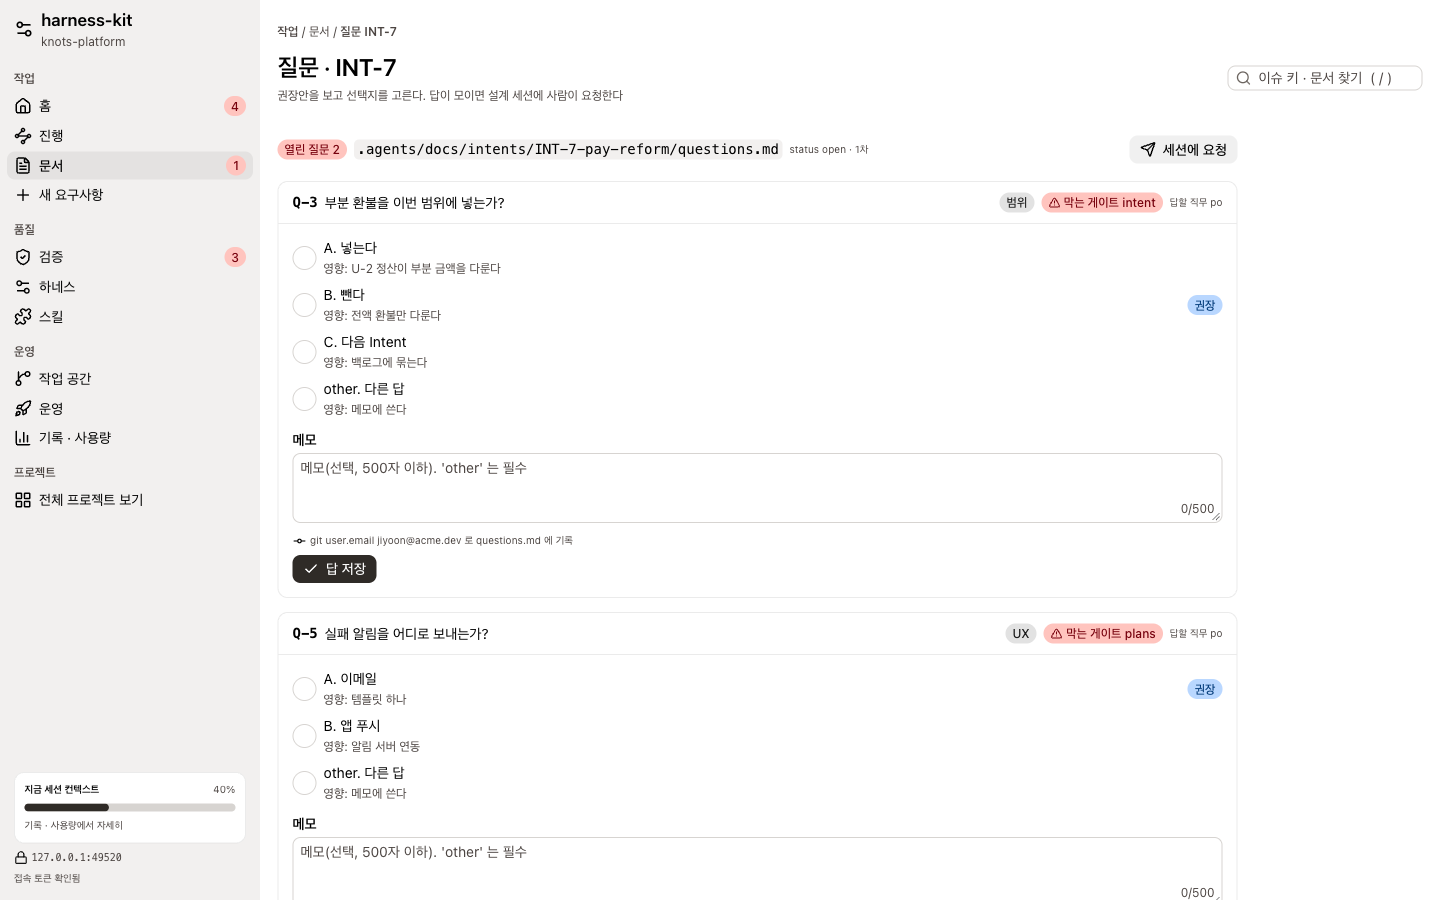 harness-kit
knots-platform
작업
홈 4
진행
문서 1
새 요구사항
품질
검증 3
하네스
스킬
운영
작업 공간
운영
기록 · 사용량
프로젝트
전체 프로젝트 보기
지금 세션 컨텍스트 40%
기록 · 사용량에서 자세히
127.0.0.1:49520
접속 토큰 확인됨
작업 / 문서 / 질문 INT-7
질문 · INT-7
권장안을 보고 선택지를 고른다. 답이 모이면 설계 세션에 사람이 요청한다
이슈 키 · 문서 찾기 ( / )
열린 질문 2 .agents/docs/intents/INT-7-pay-reform/questions.md status open · 1차 세션에 요청
Q-3 부분 환불을 이번 범위에 넣는가? 범위 막는 게이트 intent 답할 직무 po
A. 넣는다
영향: U-2 정산이 부분 금액을 다룬다
B. 뺀다 권장
영향: 전액 환불만 다룬다
C. 다음 Intent
영향: 백로그에 묶는다
other. 다른 답
영향: 메모에 쓴다
메모
메모(선택, 500자 이하). 'other' 는 필수
0/500
git user.email jiyoon@acme.dev 로 questions.md 에 기록
답 저장
Q-5 실패 알림을 어디로 보내는가? UX 막는 게이트 plans 답할 직무 po
A. 이메일 권장
영향: 템플릿 하나
B. 앱 푸시
영향: 알림 서버 연동
other. 다른 답
영향: 메모에 쓴다
메모
메모(선택, 500자 이하). 'other' 는 필수
0/500